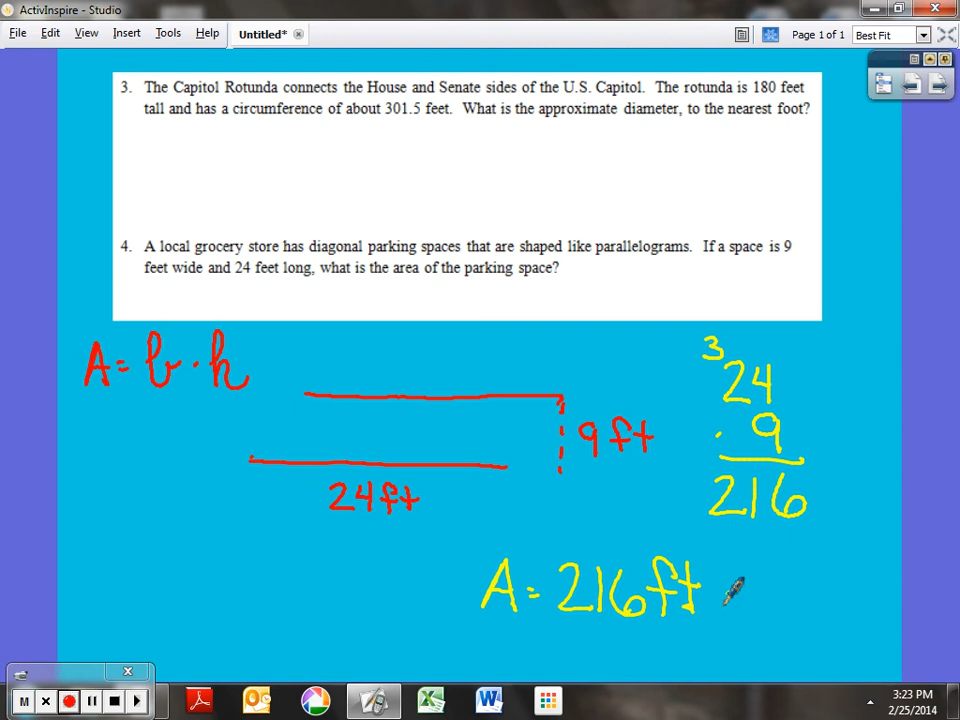 ActivInspire - Studio
File Edit View Insert Tools Help Untitled* Page 1 of 1 Best Fit
3. The Capitol Rotunda connects the House and Senate sides of the U.S. Capitol. The rotunda is 180 feet
tall and has a circumference of about 301.5 feet. What is the approximate diameter, to the nearest foot?
4. A local grocery store has diagonal parking spaces that are shaped like parallelograms. If a space is 9
feet wide and 24 feet long, what is the area of the parking space?
A = b · h
9 ft
24 ft
3
24
· 9
216
A = 216 ft
M
3:23 PM
2/25/2014